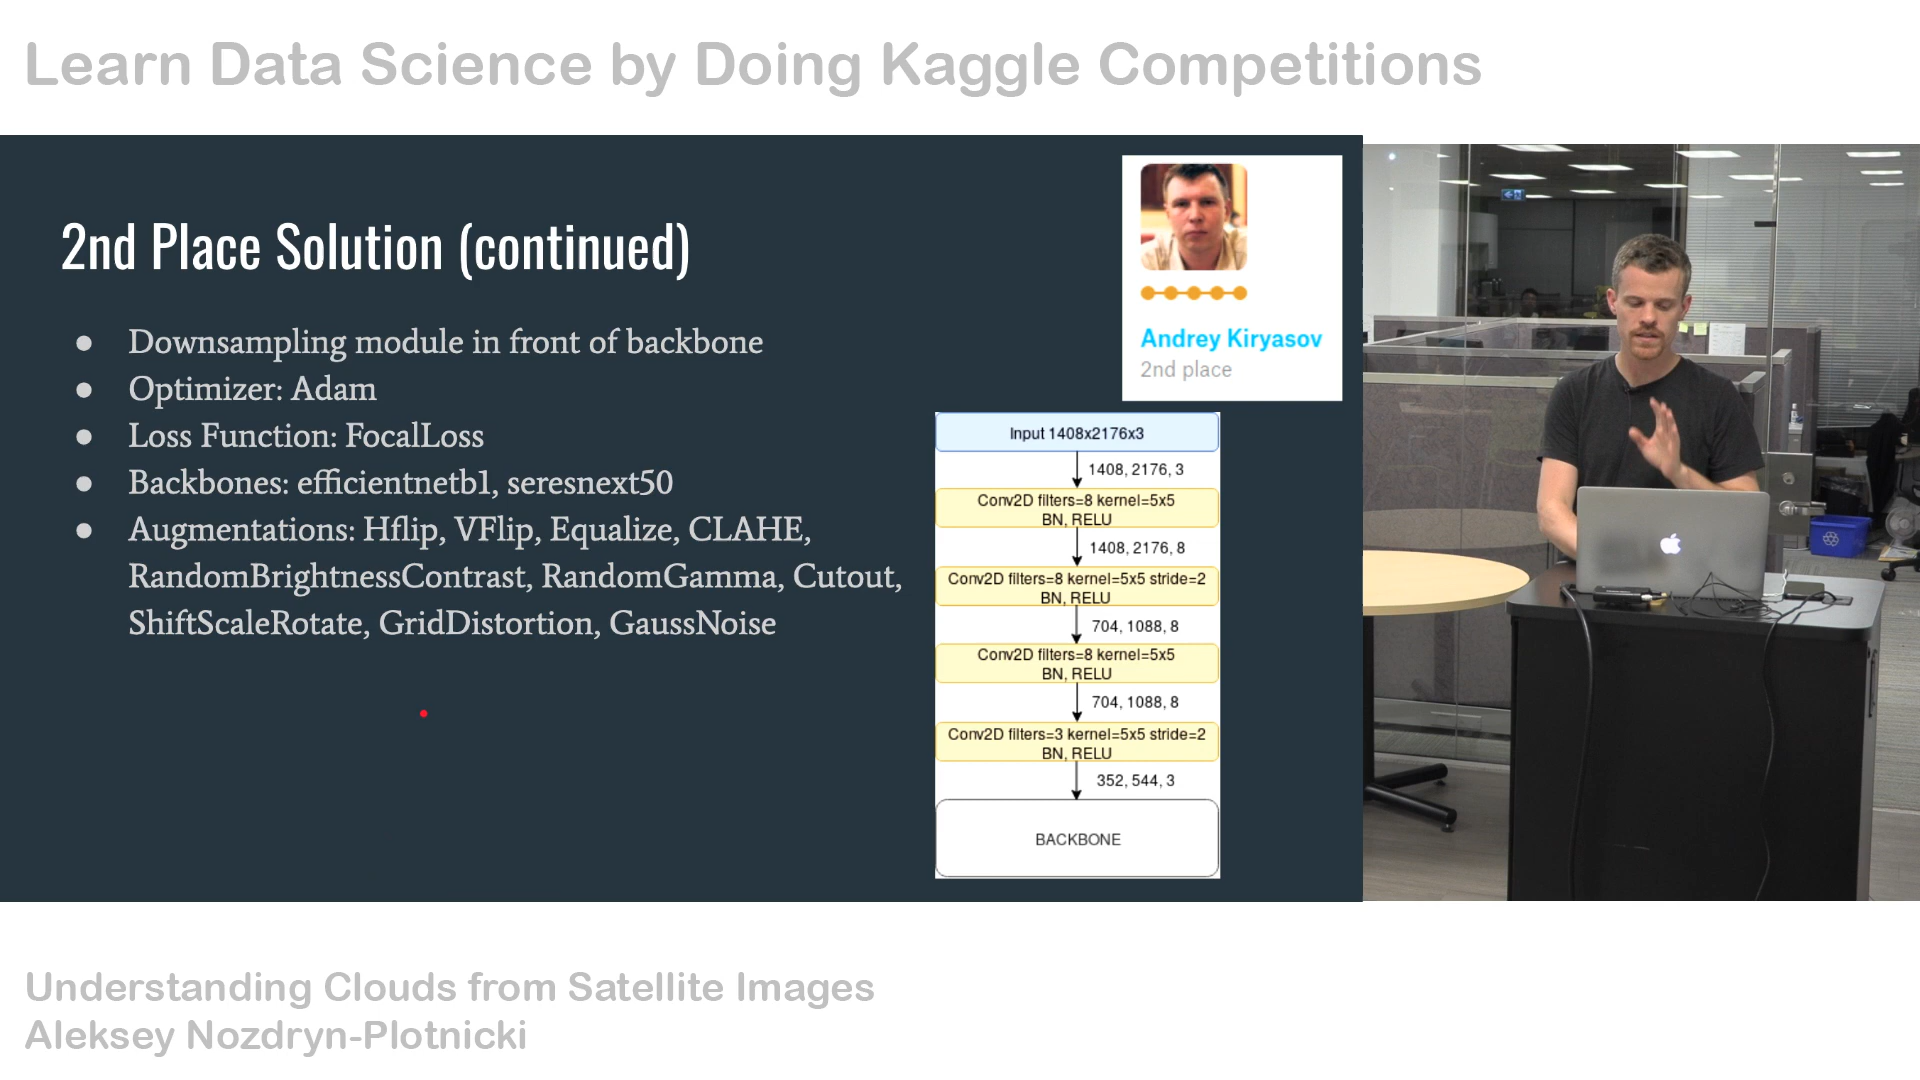 Learn Data Science by Doing Kaggle Competitions
2nd Place Solution (continued)
● Downsampling module in front of backbone
● Optimizer: Adam
● Loss Function: FocalLoss
● Backbones: efficientnetb1, seresnext50
● Augmentations: Hflip, VFlip, Equalize, CLAHE,
RandomBrightnessContrast, RandomGamma, Cutout,
ShiftScaleRotate, GridDistortion, GaussNoise
Andrey Kiryasov
2nd place
Input 1408x2176x3
1408, 2176, 3
Conv2D filters=8 kernel=5x5
BN, RELU
1408, 2176, 8
Conv2D filters=8 kernel=5x5 stride=2
BN, RELU
704, 1088, 8
Conv2D filters=8 kernel=5x5
BN, RELU
704, 1088, 8
Conv2D filters=3 kernel=5x5 stride=2
BN, RELU
352, 544, 3
BACKBONE
Understanding Clouds from Satellite Images
Aleksey Nozdryn-Plotnicki